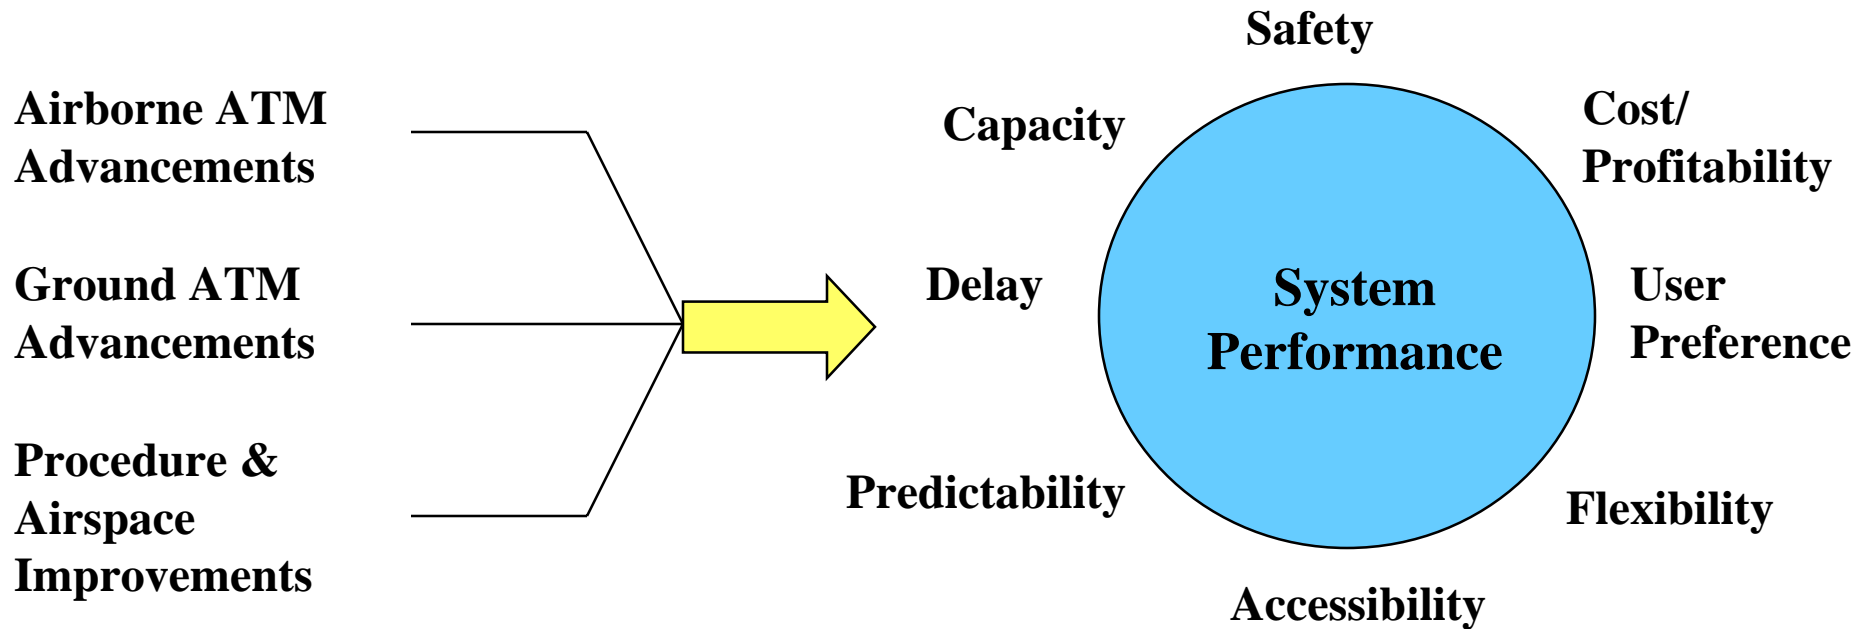 Airborne ATM
Advancements
Ground ATM
Advancements
Procedure &
Airspace
Improvements
Safety
Capacity
Cost/
Profitability
Delay
System
Performance
User
Preference
Predictability
Flexibility
Accessibility